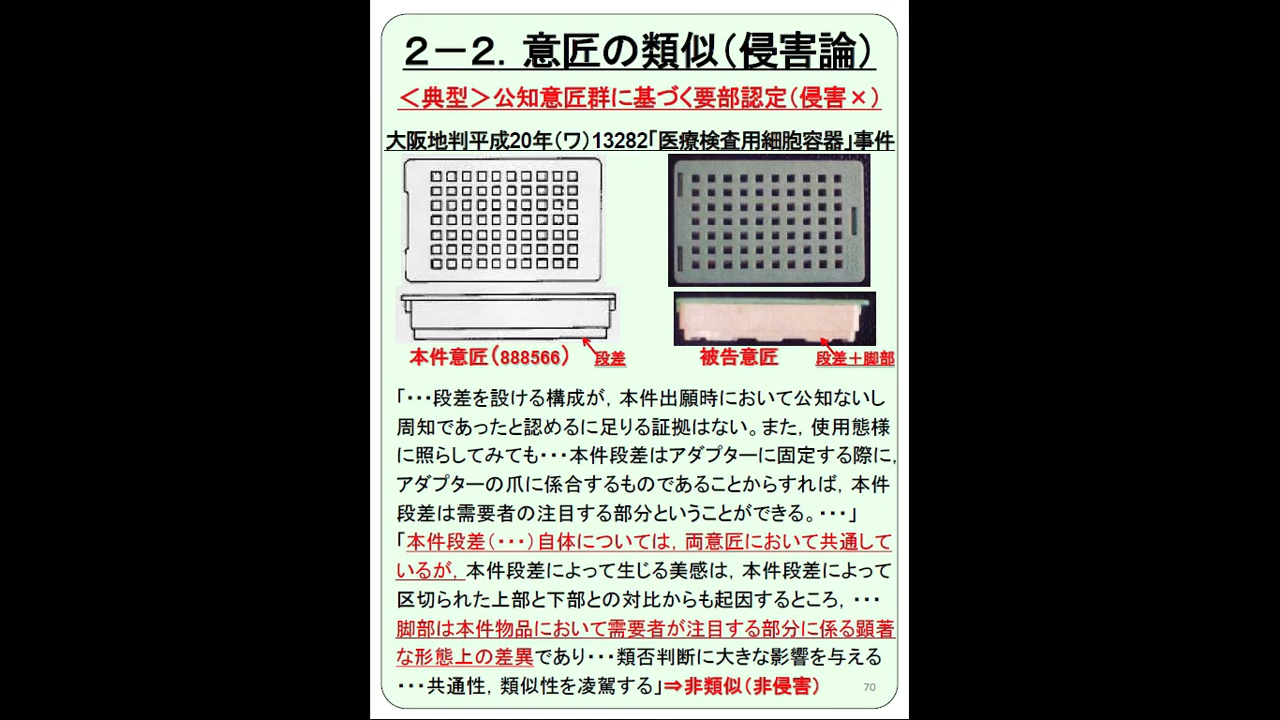 ２－２．意匠の類似（侵害論）
＜典型＞公知意匠群に基づく要部認定（侵害×）
大阪地判平成20年（ワ）13282「医療検査用細胞容器」事件
本件意匠（888566） 段差 被告意匠 段差＋脚部
「・・・段差を設ける構成が，本件出願時において公知ないし
周知であったと認めるに足りる証拠はない。また，使用態様
に照らしてみても・・・本件段差はアダプターに固定する際に，
アダプターの爪に係合するものであることからすれば，本件
段差は需要者の注目する部分ということができる。・・・」
「本件段差（・・・）自体については，両意匠において共通して
いるが，本件段差によって生じる美感は，本件段差によって
区切られた上部と下部との対比からも起因するところ，・・・
脚部は本件物品において需要者が注目する部分に係る顕著
な形態上の差異であり・・・類否判断に大きな影響を与える
・・・共通性，類似性を凌駕する」⇒非類似（非侵害）
70